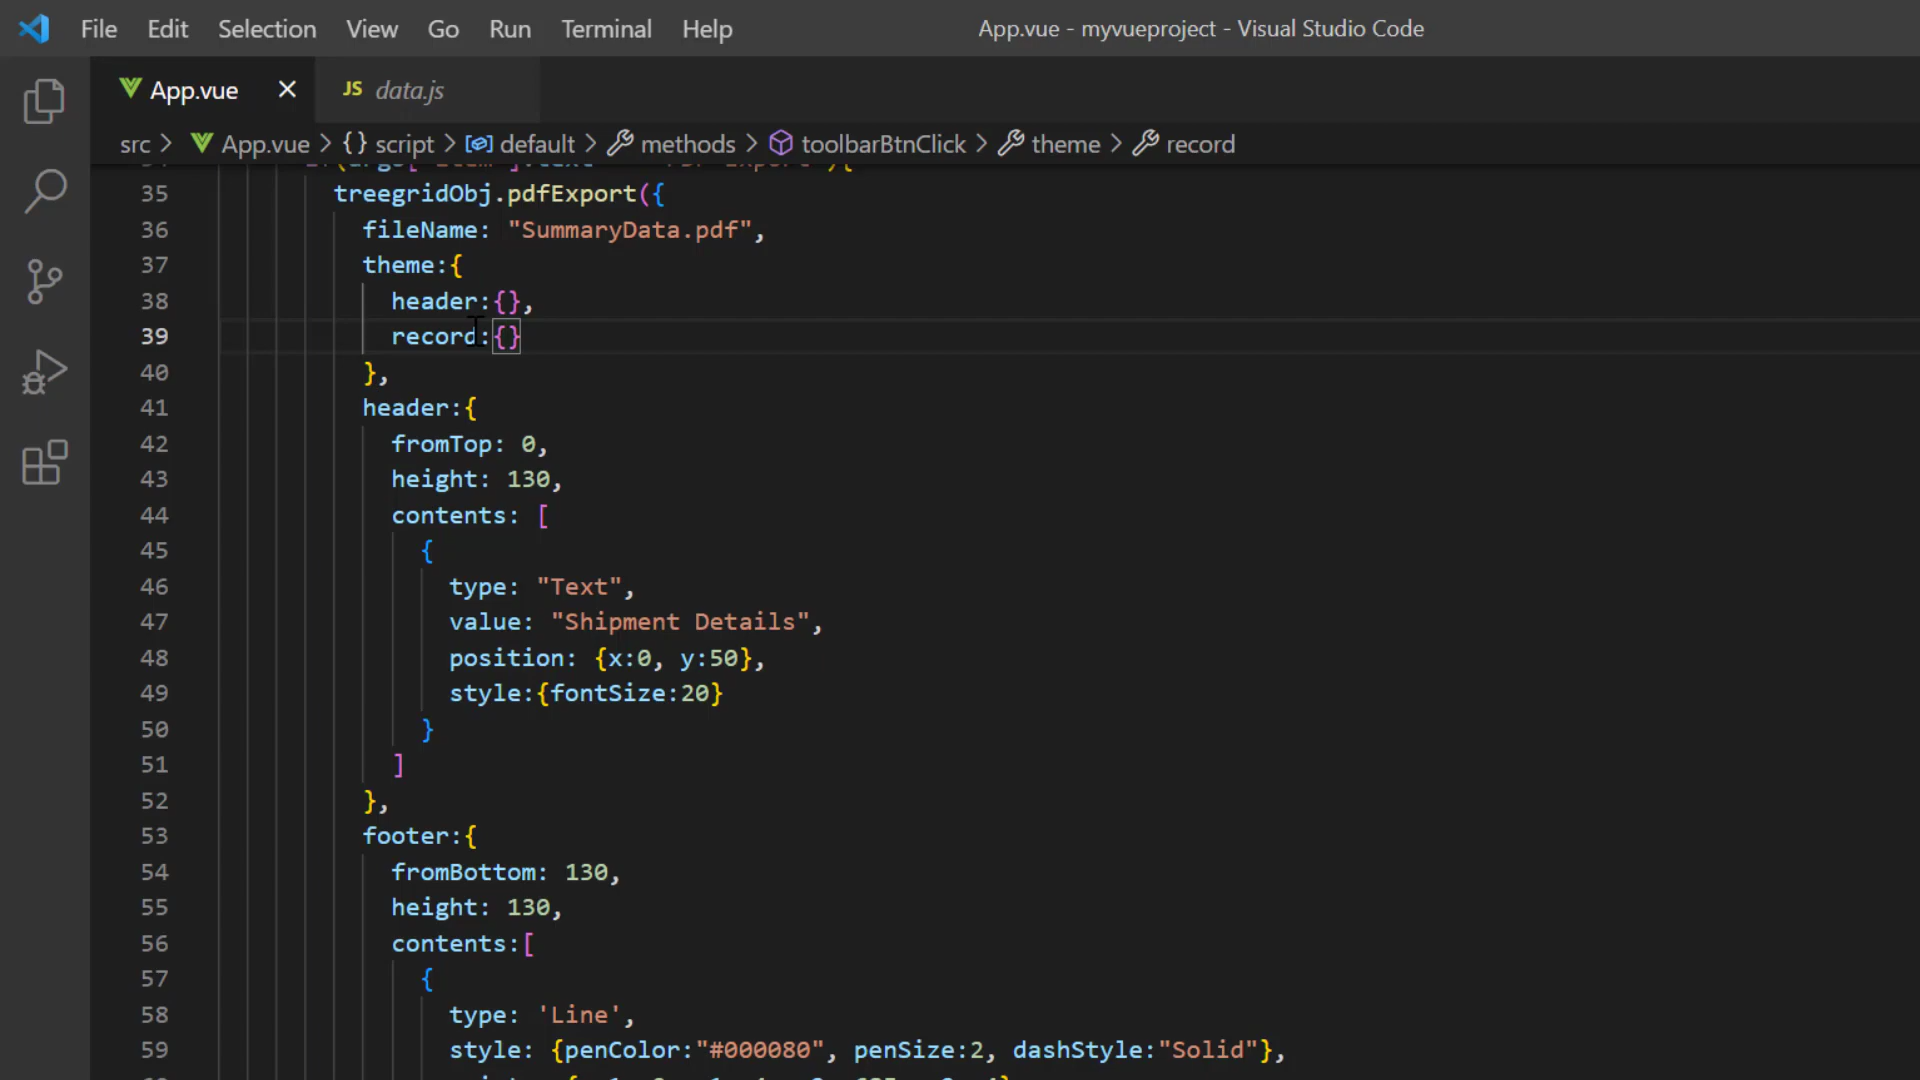 File Edit Selection View Go Run Terminal Help App.vue - myvueproject - Visual Studio Code
App.vue JS data.js
src App.vue {} script default methods toolbarBtnClick theme record
35 treegridObj.pdfExport({
36 fileName: "SummaryData.pdf",
37 theme:{
38 header:{},
39 record:{}
40 },
41 header:{
42 fromTop: 0,
43 height: 130,
44 contents: [
45 {
46 type: "Text",
47 value: "Shipment Details",
48 position: {x:0, y:50},
49 style:{fontSize:20}
50 }
51 ]
52 },
53 footer:{
54 fromBottom: 130,
55 height: 130,
56 contents:[
57 {
58 type: 'Line',
59 style: {penColor:"#000080", penSize:2, dashStyle:"Solid"},